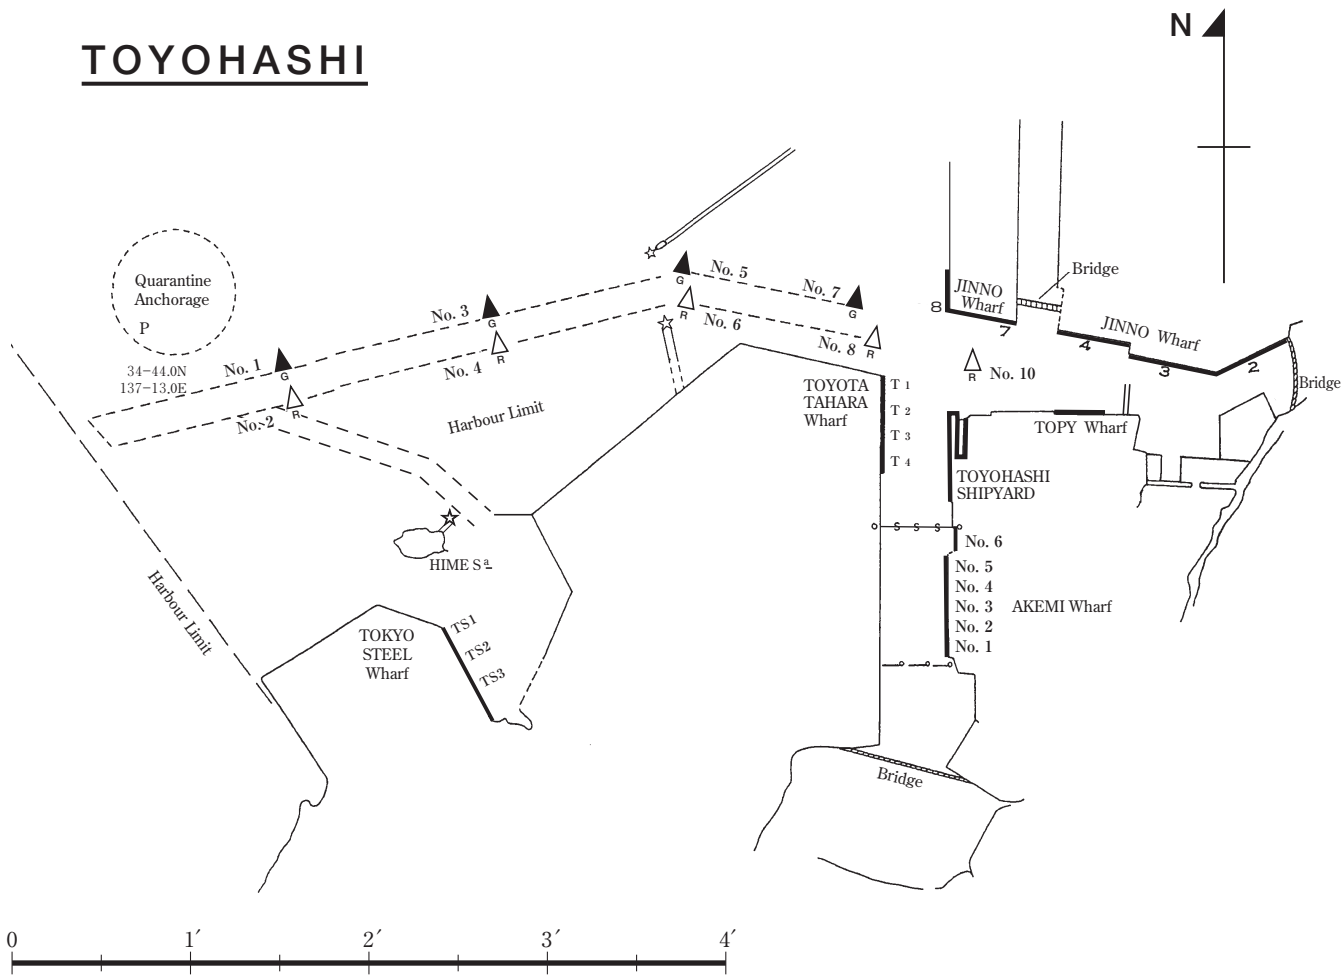 TOYOHASHI
N
Quarantine
Anchorage
P
34-44.0N
137-13.0E
No. 1
G
No. 2
R
No. 3
G
No. 4
R
No. 5
G
No. 6
R
No. 7
G
No. 8
R
No. 10
R
Harbour Limit
Harbour Limit
JINNO
Wharf
8
7
Bridge
JINNO Wharf
4
3
2
Bridge
TOYOTA
TAHARA
Wharf
T 1
T 2
T 3
T 4
TOPY Wharf
TOYOHASHI
SHIPYARD
No. 6
No. 5
No. 4
No. 3
No. 2
No. 1
AKEMI Wharf
HIME Sª
TOKYO
STEEL
Wharf
TS1
TS2
TS3
Bridge
0 1′ 2′ 3′ 4′